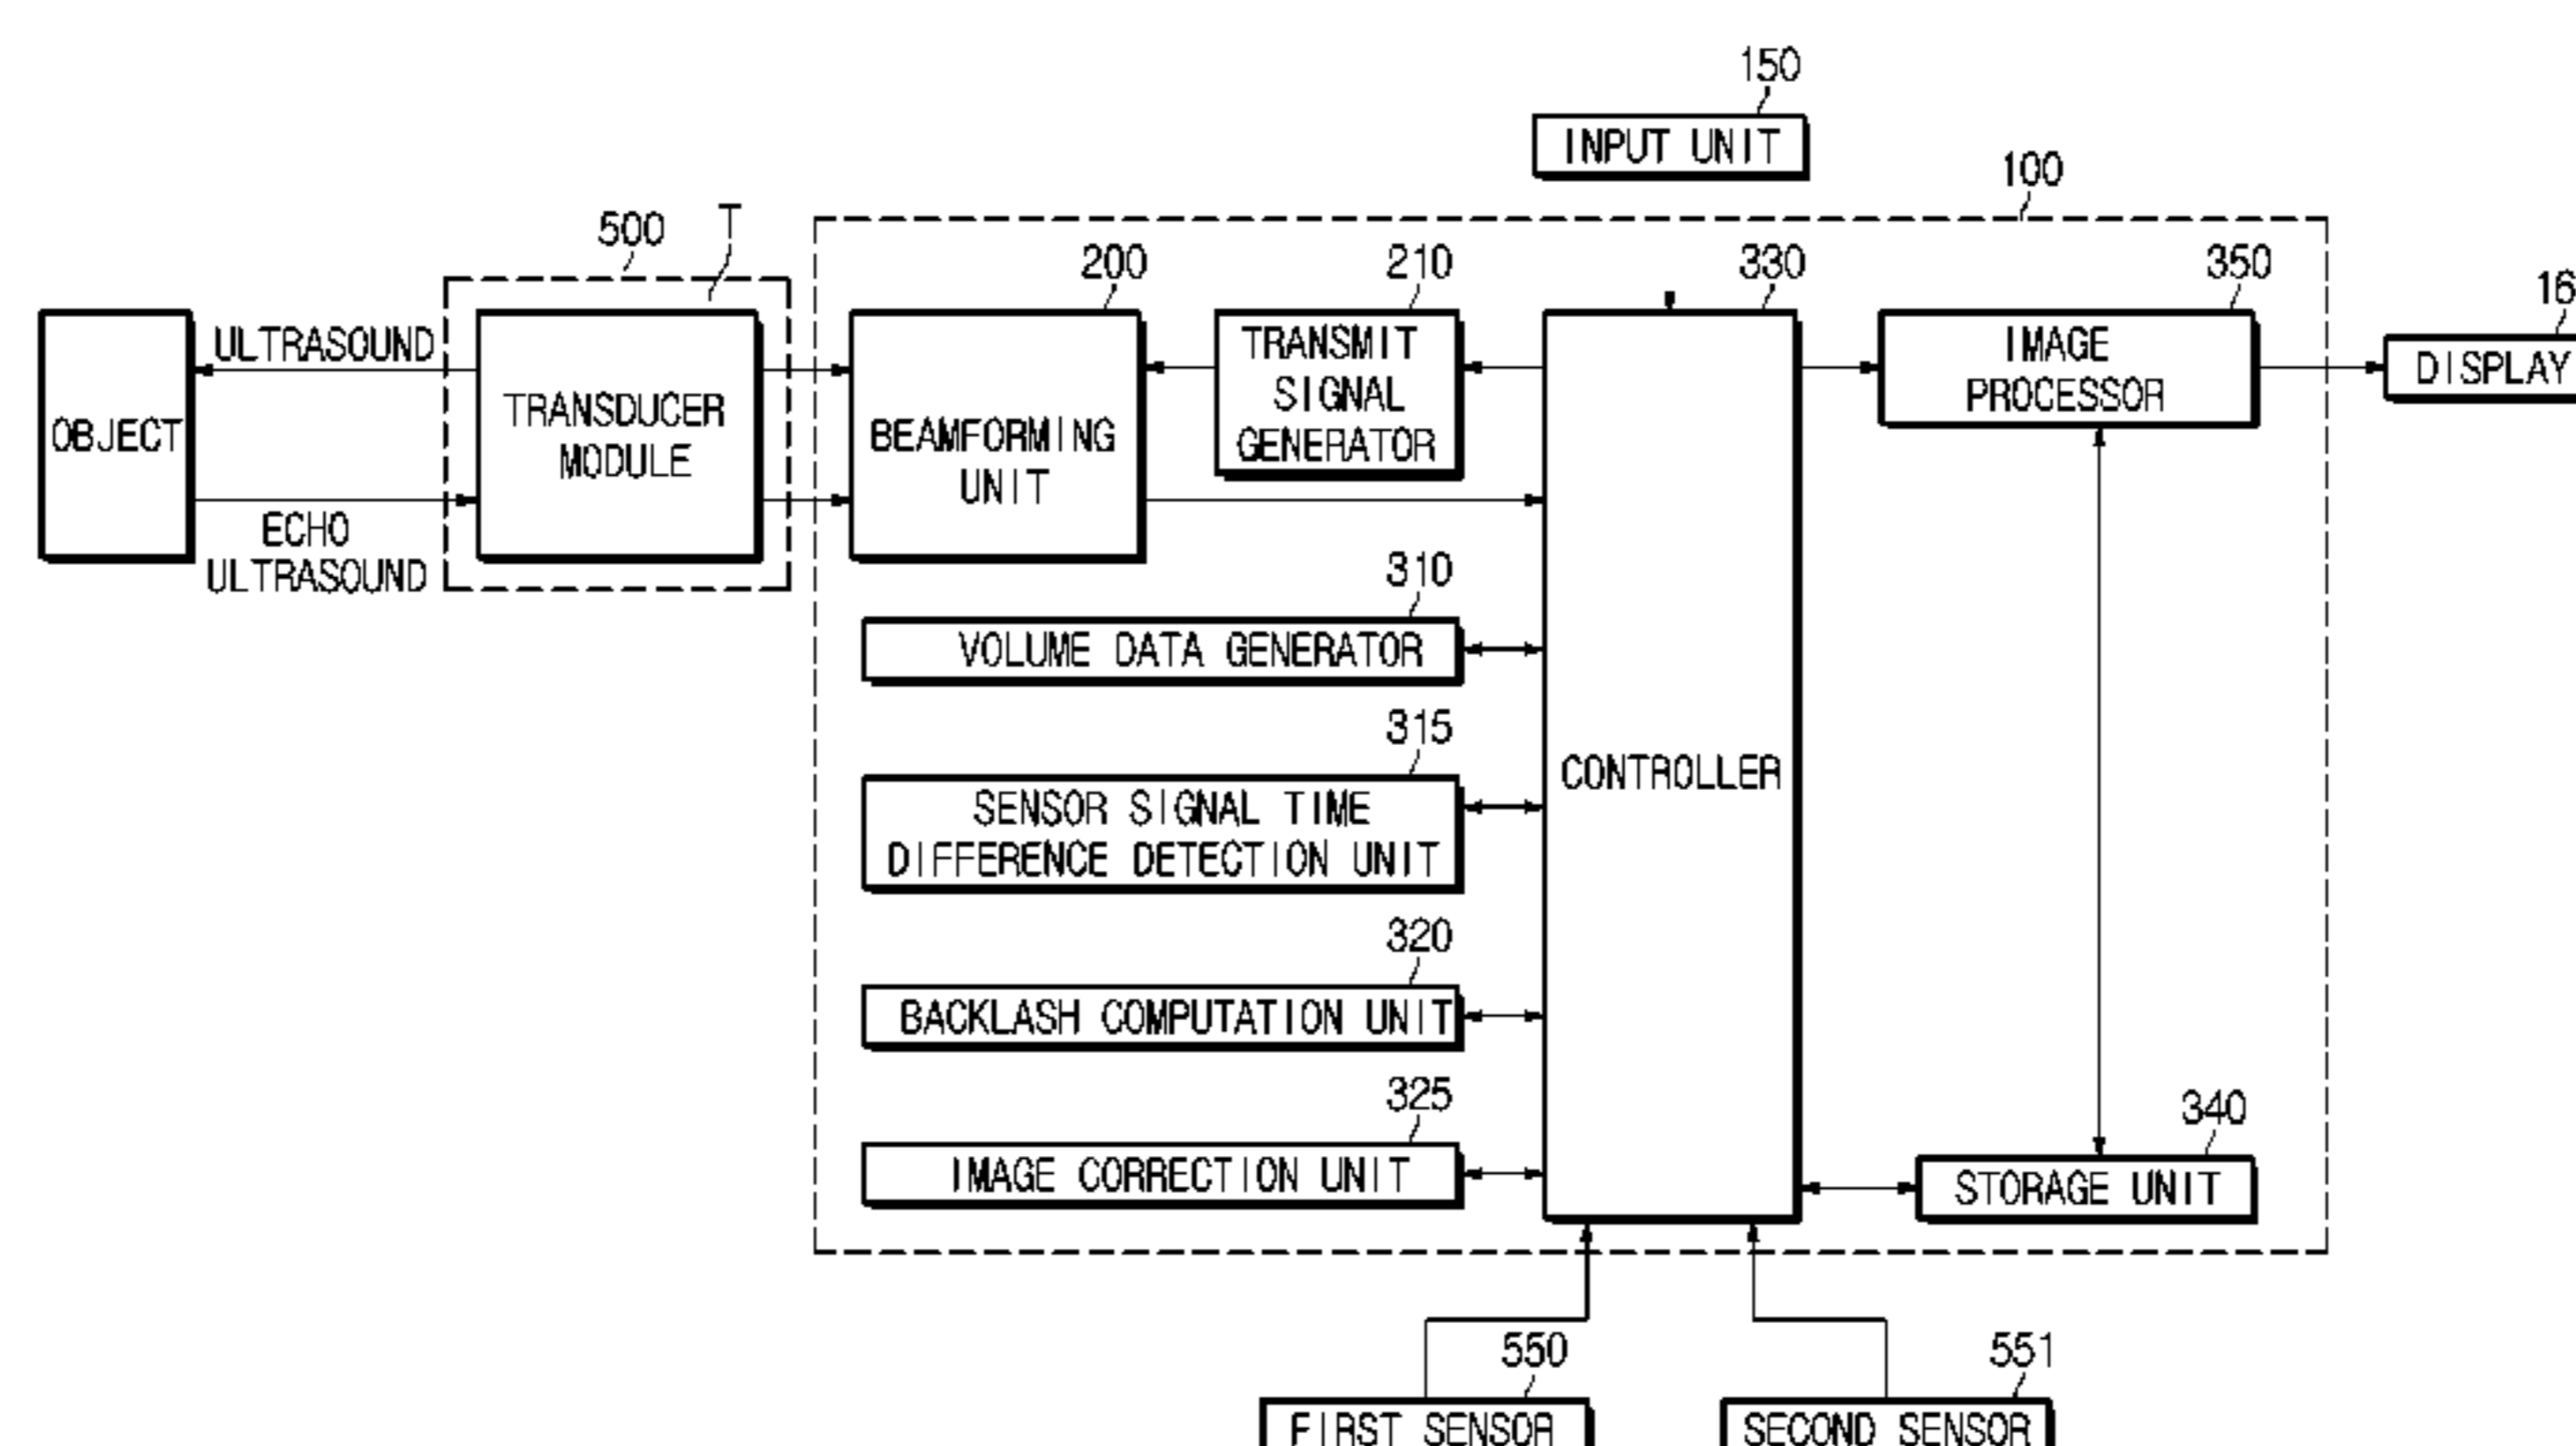 150
INPUT UNIT
100
500
T
200
210
330
350
16
OBJECT
ULTRASOUND
ECHO
ULTRASOUND
TRANSDUCER
MODULE
BEAMFORMING
UNIT
TRANSMIT
SIGNAL
GENERATOR
CONTROLLER
IMAGE
PROCESSOR
DISPLAY
310
VOLUME DATA GENERATOR
315
SENSOR SIGNAL TIME
DIFFERENCE DETECTION UNIT
320
BACKLASH COMPUTATION UNIT
325
IMAGE CORRECTION UNIT
340
STORAGE UNIT
550
FIRST SENSOR
551
SECOND SENSOR